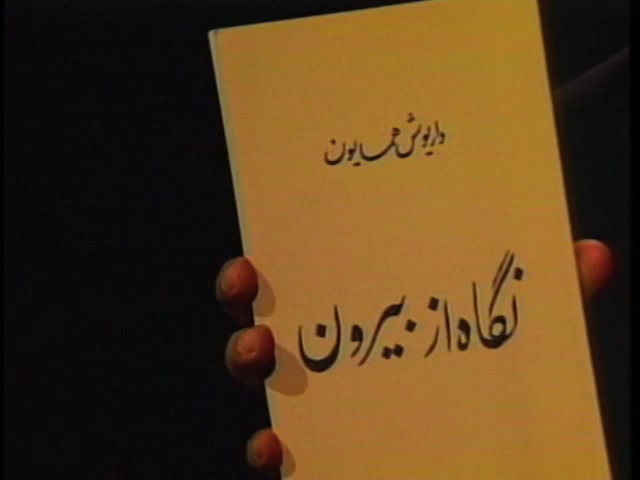 داریوش همایون
نگاه از بیرون